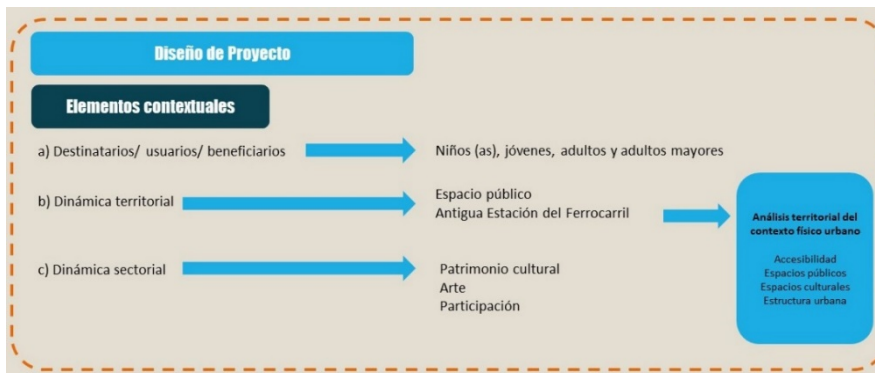 Diseño de Proyecto
Elementos contextuales
a) Destinatarios/ usuarios/ beneficiarios
Niños (as), jóvenes, adultos y adultos mayores
b) Dinámica territorial
Espacio público
Antigua Estación del Ferrocarril
c) Dinámica sectorial
Patrimonio cultural
Arte
Participación
Análisis territorial del
contexto físico urbano
Accesibilidad
Espacios públicos
Espacios culturales
Estructura urbana